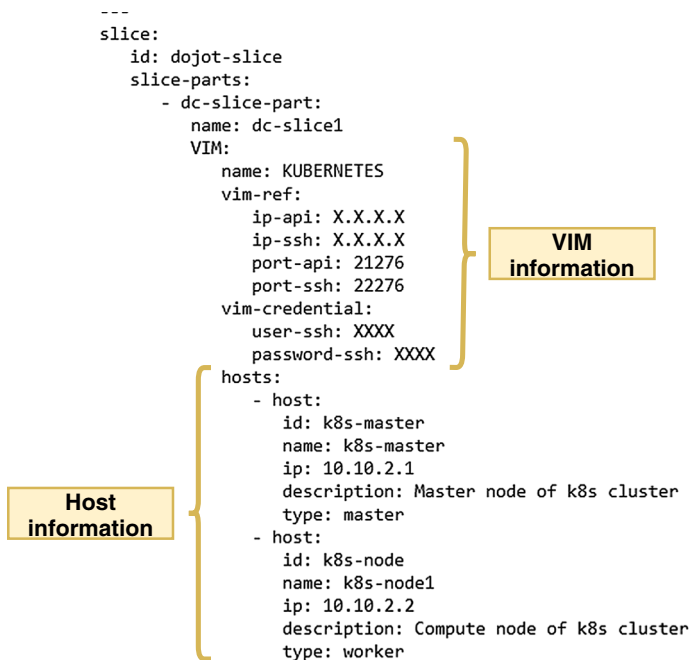 ---
slice:
id: dojot-slice
slice-parts:
- dc-slice-part:
name: dc-slice1
VIM:
name: KUBERNETES
vim-ref:
ip-api: X.X.X.X
ip-ssh: X.X.X.X
port-api: 21276
port-ssh: 22276
vim-credential:
user-ssh: XXXX
password-ssh: XXXX
VIM
information
hosts:
- host:
id: k8s-master
name: k8s-master
ip: 10.10.2.1
description: Master node of k8s cluster
type: master
- host:
id: k8s-node
name: k8s-node1
ip: 10.10.2.2
description: Compute node of k8s cluster
type: worker
Host
information